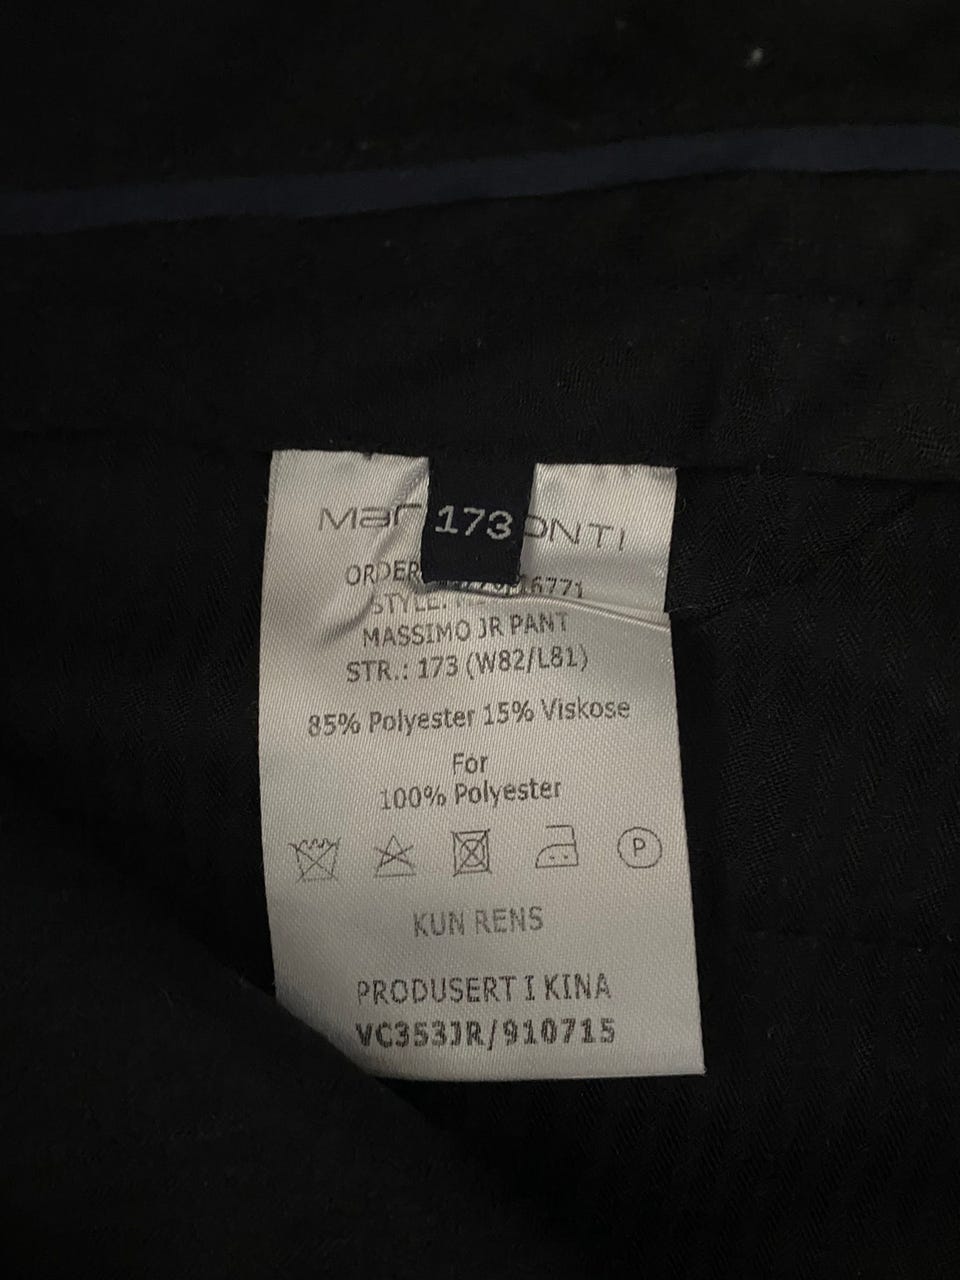 173
ORDER
MASSIMO JR PANT
STR.: 173 (W82/L81)
85% Polyester 15% Viskose
Fór
100% Polyester
P
KUN RENS
PRODUSERT I KINA
VC353JR/910715